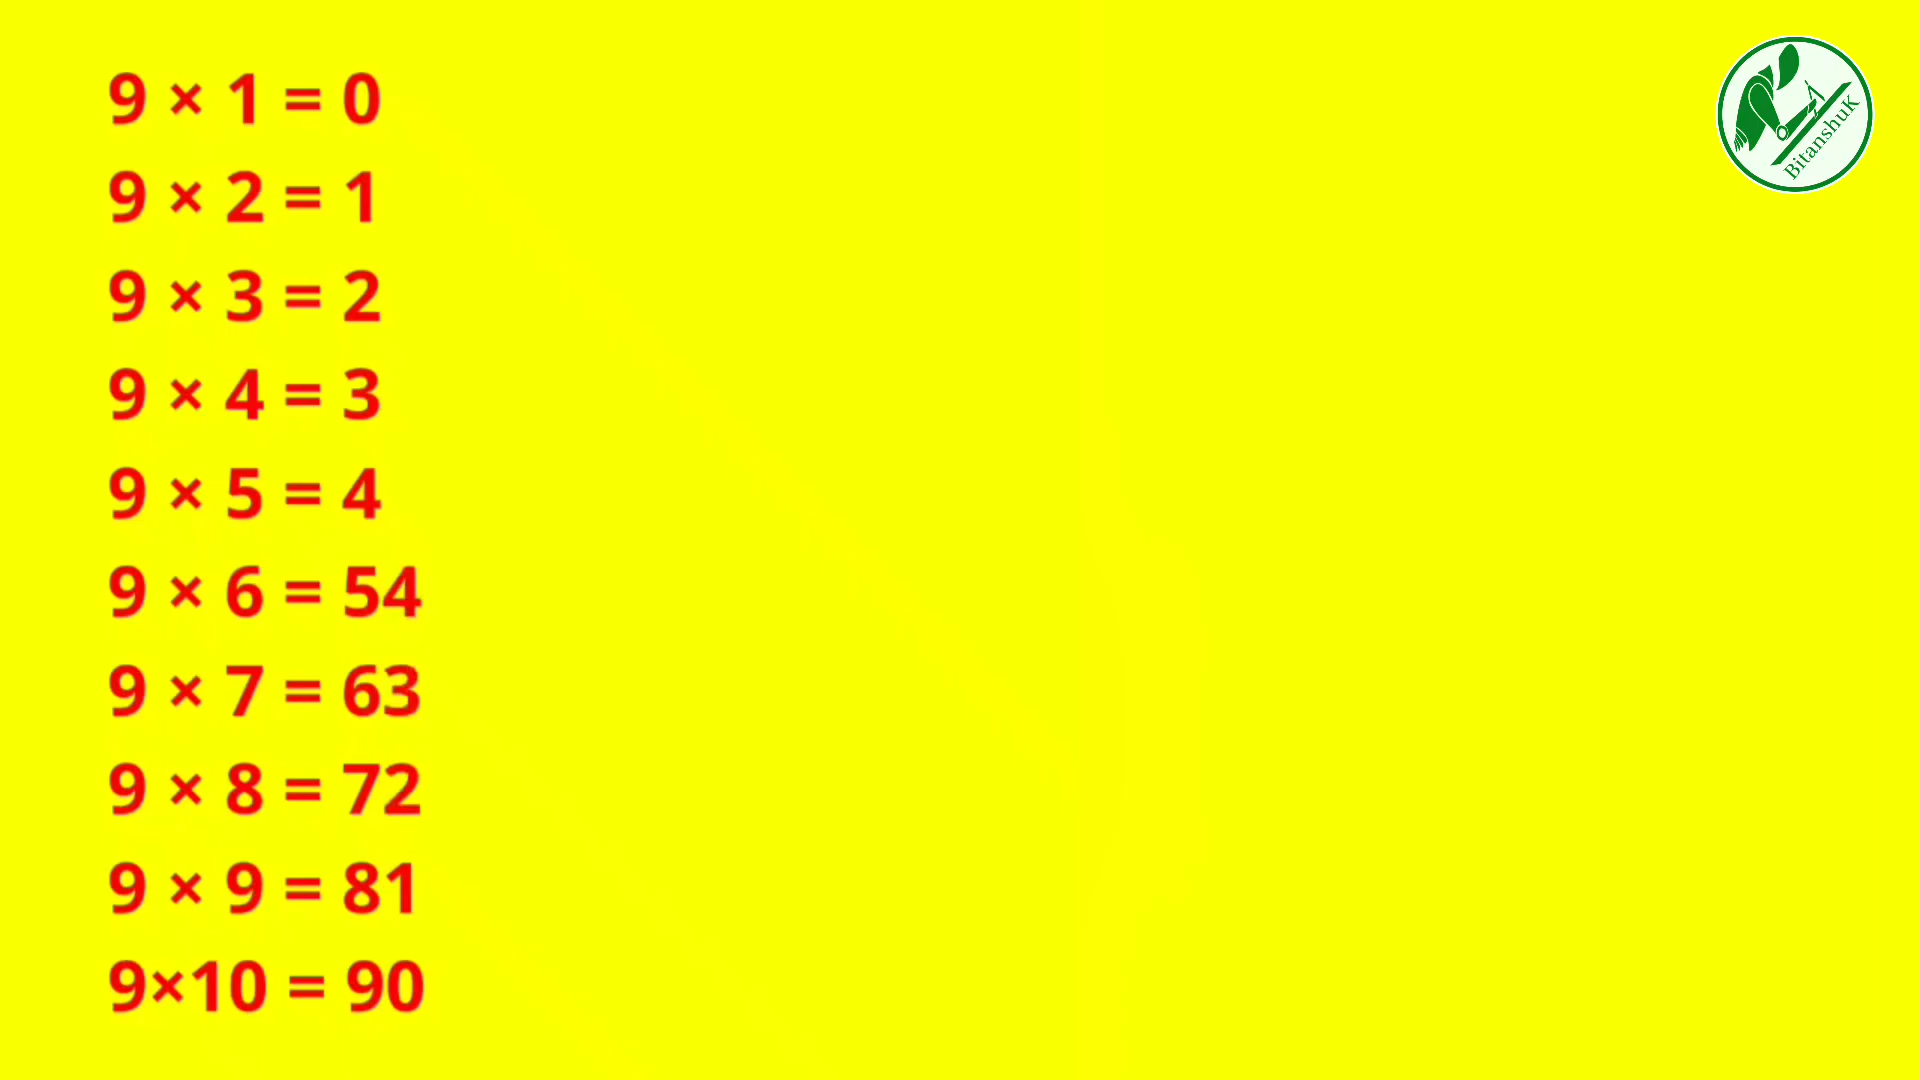 9 × 1 = 0
9 × 2 = 1
9 × 3 = 2
9 × 4 = 3
9 × 5 = 4
9 × 6 = 54
9 × 7 = 63
9 × 8 = 72
9 × 9 = 81
9×10 = 90
BitanshuK